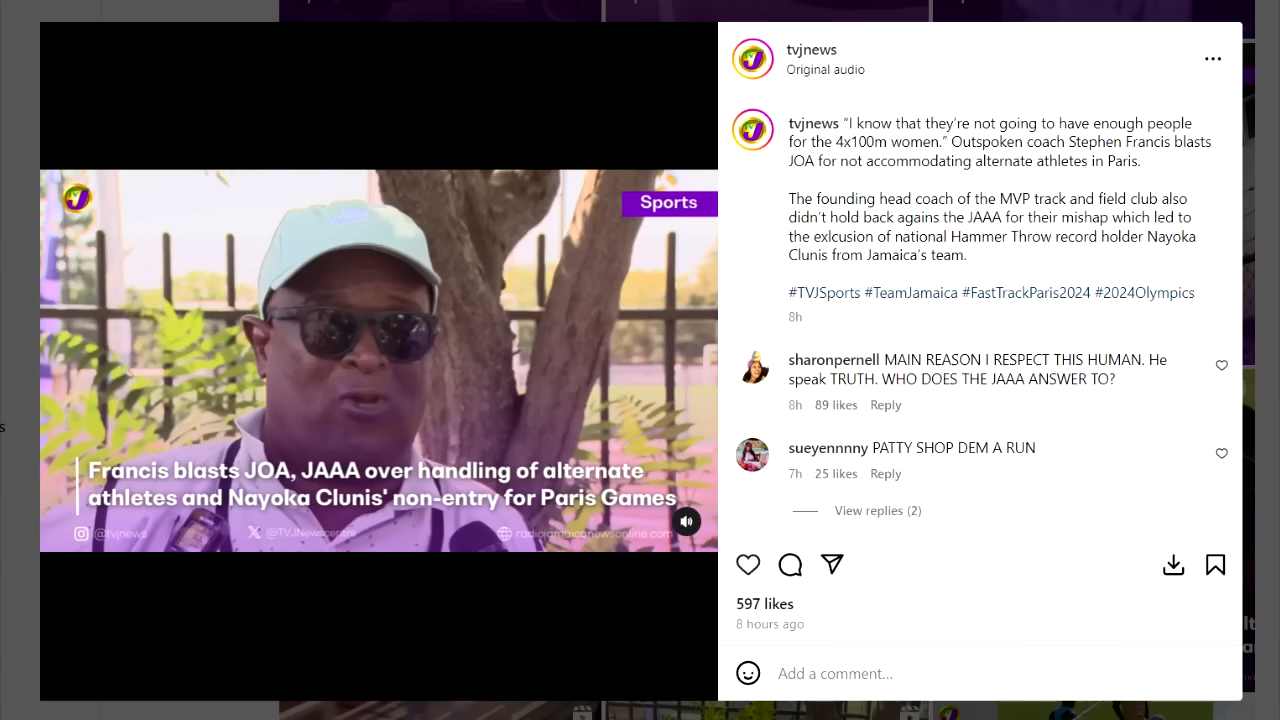 tvjnews
Original audio
tvjnews “I know that they’re not going to have enough people
for the 4x100m women.” Outspoken coach Stephen Francis blasts
JOA for not accommodating alternate athletes in Paris.
The founding head coach of the MVP track and field club also
didn’t hold back agains the JAAA for their mishap which led to
the exlcusion of national Hammer Throw record holder Nayoka
Clunis from Jamaica’s team.
#TVJSports #TeamJamaica #FastTrackParis2024 #2024Olympics
8h
sharonpernell MAIN REASON I RESPECT THIS HUMAN. He
speak TRUTH. WHO DOES THE JAAA ANSWER TO?
8h 89 likes Reply
sueyennnny PATTY SHOP DEM A RUN
7h 25 likes Reply
View replies (2)
597 likes
8 hours ago
Add a comment...
Sports
Francis blasts JOA, JAAA over handling of alternate
athletes and Nayoka Clunis' non-entry for Paris Games
@tvjnews @TVJNewscentre radiojamaicanewsonline.com